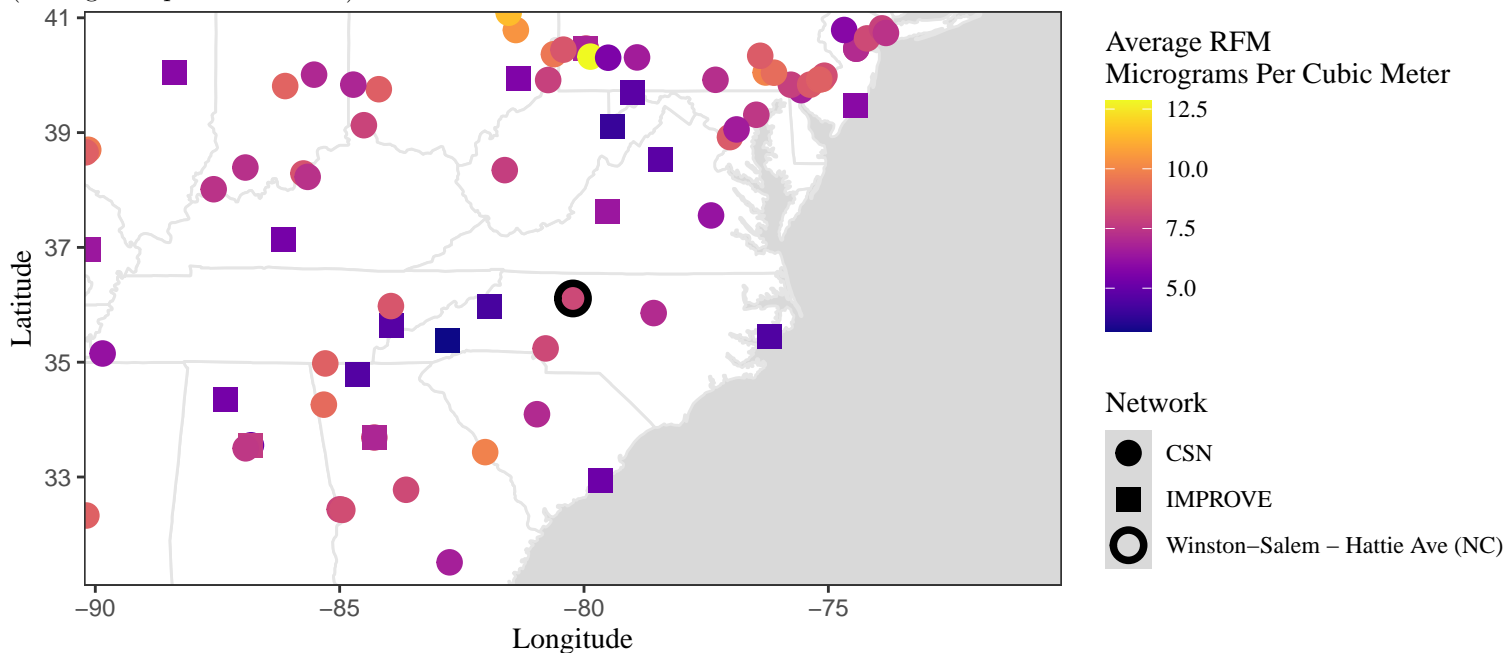 41
39
37
35
33
−90
−85
−80
−75
Latitude
Longitude
Average RFM
Micrograms Per Cubic Meter
12.5
10.0
7.5
5.0
Network
CSN
IMPROVE
Winston−Salem − Hattie Ave (NC)